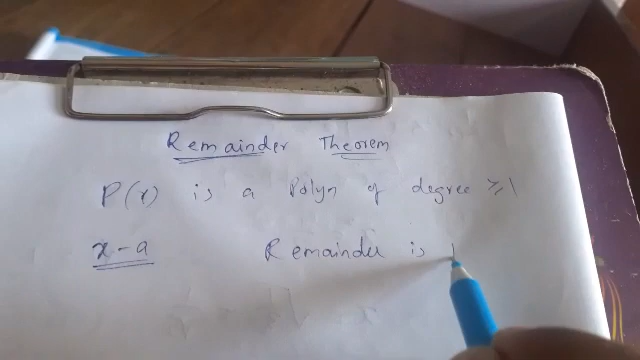 Remainder Theorem
P(x) is a Polyn of degree ≥1
x-a Remainder is